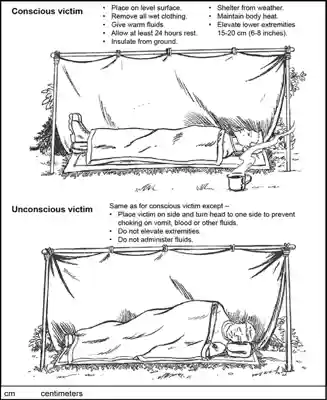 Conscious victim
• Place on level surface.
• Remove all wet clothing.
• Give warm fluids.
• Allow at least 24 hours rest.
• Insulate from ground.
• Shelter from weather.
• Maintain body heat.
• Elevate lower extremities
15-20 cm (6-8 inches).
Unconscious victim
Same as for conscious victim except –
• Place victim on side and turn head to one side to prevent
choking on vomit, blood or other fluids.
• Do not elevate extremities.
• Do not administer fluids.
cm centimeters